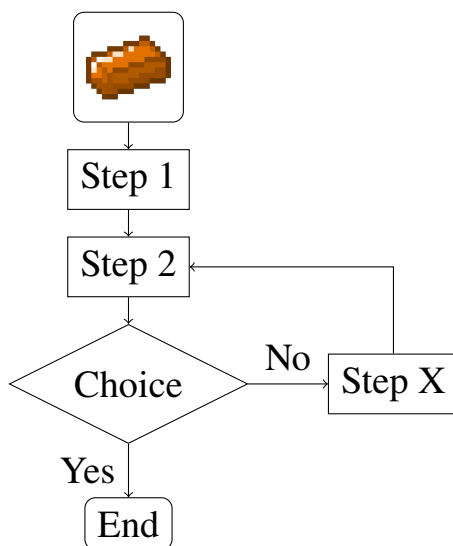 Step 1
Step 2
Choice
No
Step X
Yes
End